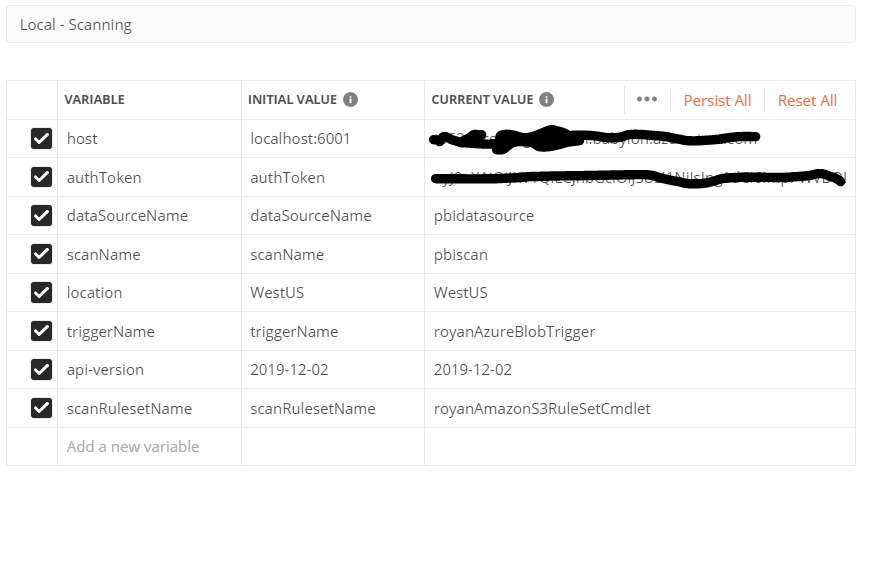 Local - Scanning
VARIABLE INITIAL VALUE CURRENT VALUE ••• Persist All Reset All
host localhost:6001
authToken authToken
dataSourceName dataSourceName pbidatasource
scanName scanName pbiscan
location WestUS WestUS
triggerName triggerName royanAzureBlobTrigger
api-version 2019-12-02 2019-12-02
scanRulesetName scanRulesetName royanAmazonS3RuleSetCmdlet
Add a new variable